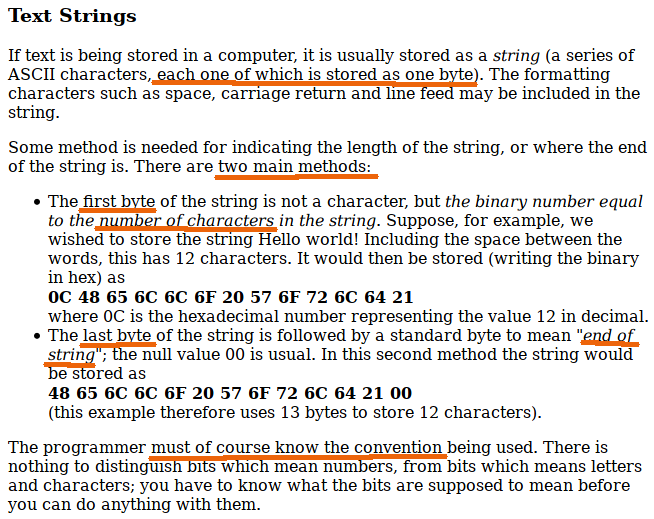 Text Strings
If text is being stored in a computer, it is usually stored as a string (a series of
ASCII characters, each one of which is stored as one byte). The formatting
characters such as space, carriage return and line feed may be included in the
string.
Some method is needed for indicating the length of the string, or where the end
of the string is. There are two main methods:
• The first byte of the string is not a character, but the binary number equal
to the number of characters in the string. Suppose, for example, we
wished to store the string Hello world! Including the space between the
words, this has 12 characters. It would then be stored (writing the binary
in hex) as
0C 48 65 6C 6C 6F 20 57 6F 72 6C 64 21
where 0C is the hexadecimal number representing the value 12 in decimal.
• The last byte of the string is followed by a standard byte to mean "end of
string"; the null value 00 is usual. In this second method the string would
be stored as
48 65 6C 6C 6F 20 57 6F 72 6C 64 21 00
(this example therefore uses 13 bytes to store 12 characters).
The programmer must of course know the convention being used. There is
nothing to distinguish bits which mean numbers, from bits which means letters
and characters; you have to know what the bits are supposed to mean before
you can do anything with them.